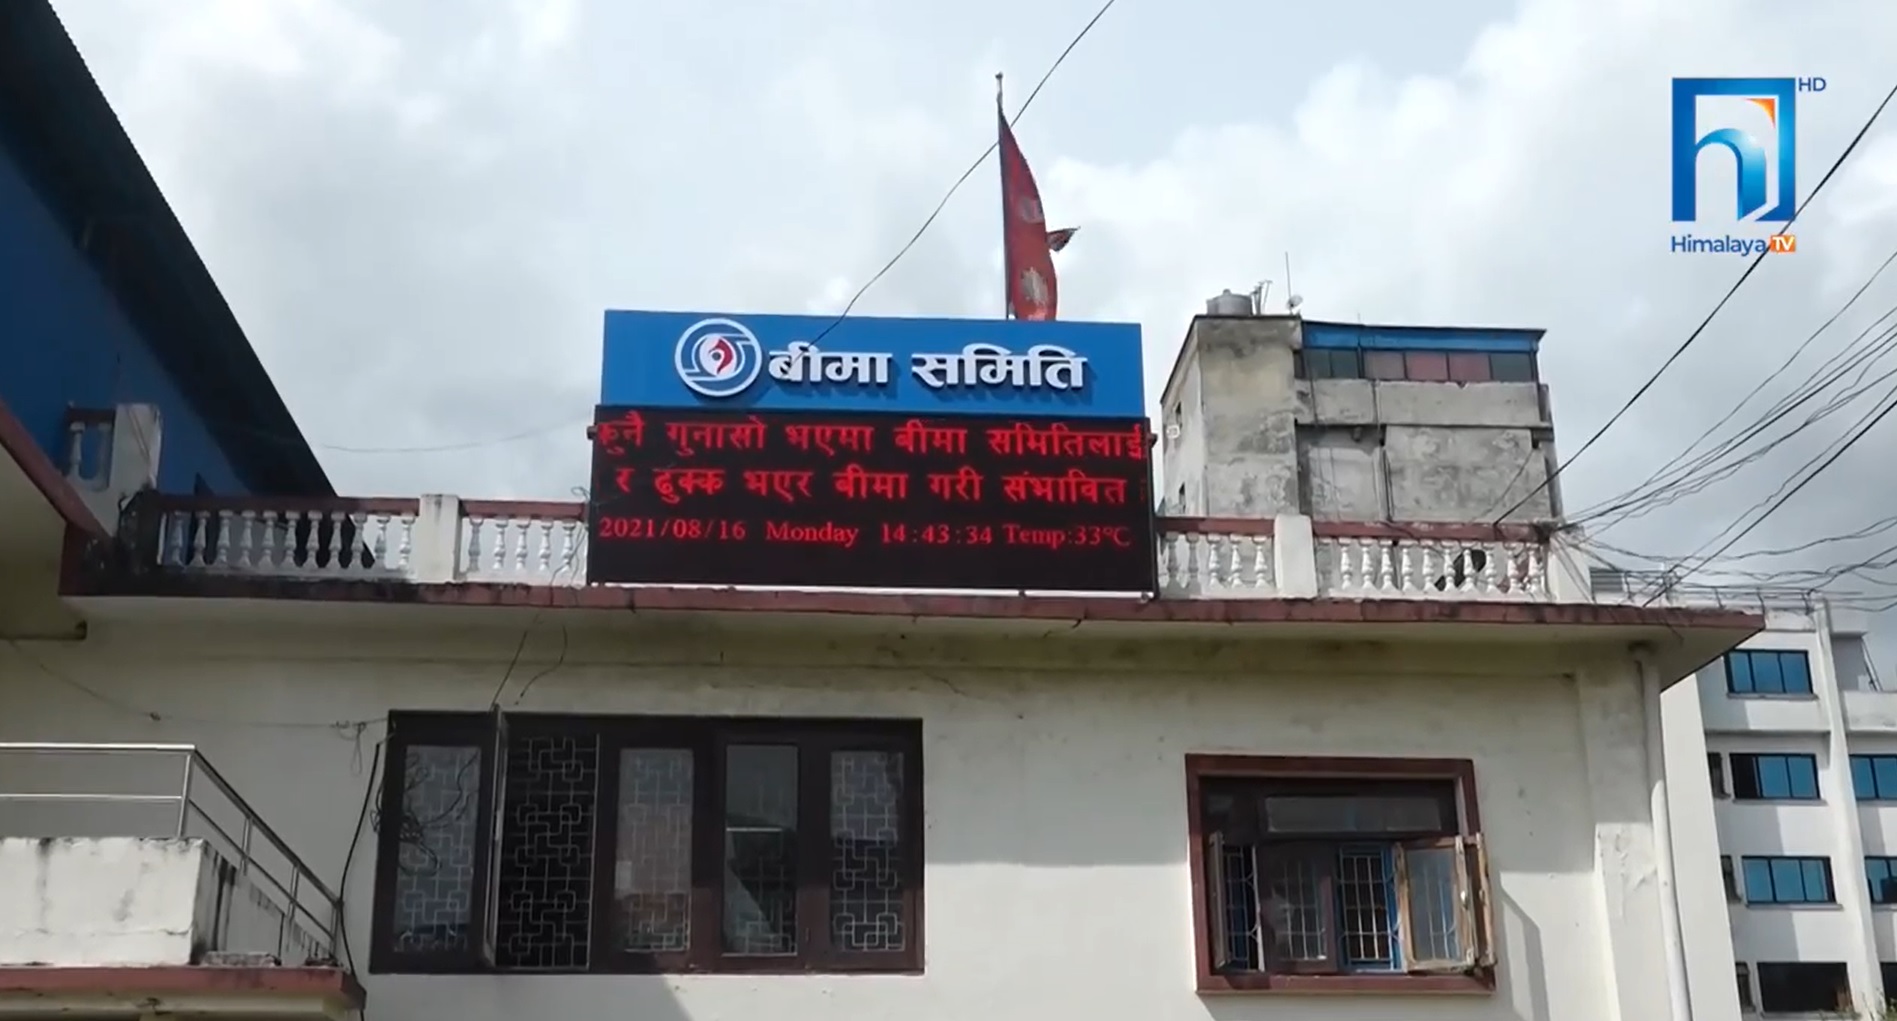 HD
Himalaya TV
बीमा समिति
कुनै गुनासो भएमा बीमा समितिलाई
र ढुक्क भएर बीमा गरी संभावित
2021/08/16 Monday 14:43:34 Temp:33°C